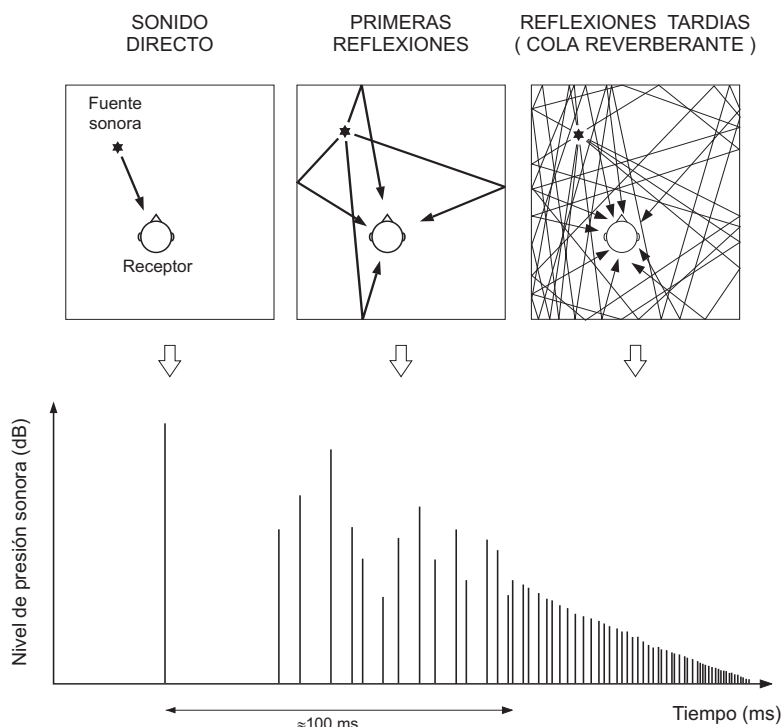 SONIDO
DIRECTO
PRIMERAS
REFLEXIONES
REFLEXIONES TARDIAS
( COLA REVERBERANTE )
Fuente
sonora
Receptor
Nivel de presión sonora (dB)
≈100 ms
Tiempo (ms)